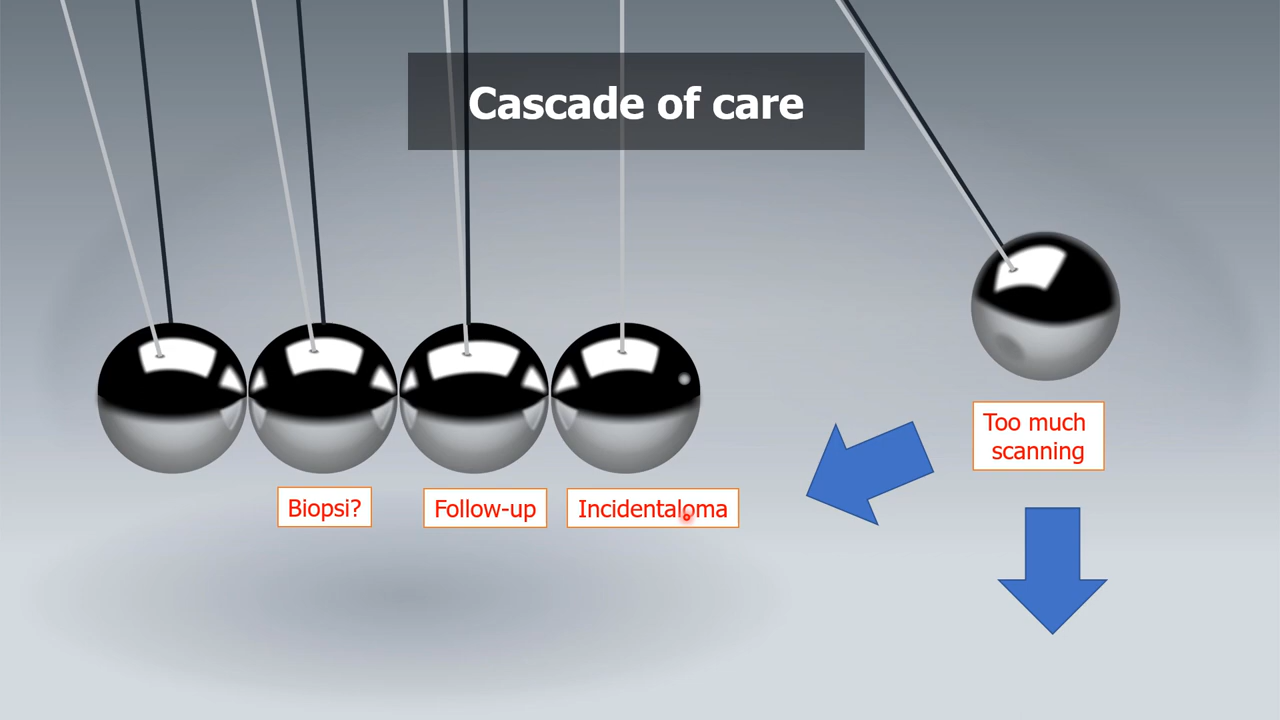 Cascade of care
Too much
scanning
Biopsi?
Follow-up
Incidentaloma